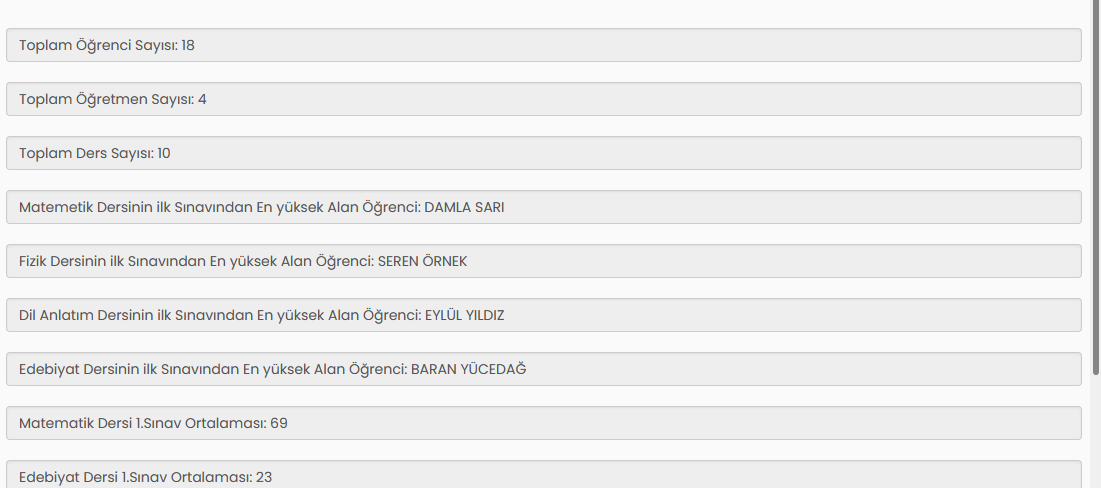 Toplam Öğrenci Sayısı: 18
Toplam Öğretmen Sayısı: 4
Toplam Ders Sayısı: 10
Matemetik Dersinin ilk Sınavından En yüksek Alan Öğrenci: DAMLA SARI
Fizik Dersinin ilk Sınavından En yüksek Alan Öğrenci: SEREN ÖRNEK
Dil Anlatım Dersinin ilk Sınavından En yüksek Alan Öğrenci: EYLÜL YILDIZ
Edebiyat Dersinin ilk Sınavından En yüksek Alan Öğrenci: BARAN YÜCEDAĞ
Matematik Dersi 1.Sınav Ortalaması: 69
Edebiyat Dersi 1.Sınav Ortalaması: 23